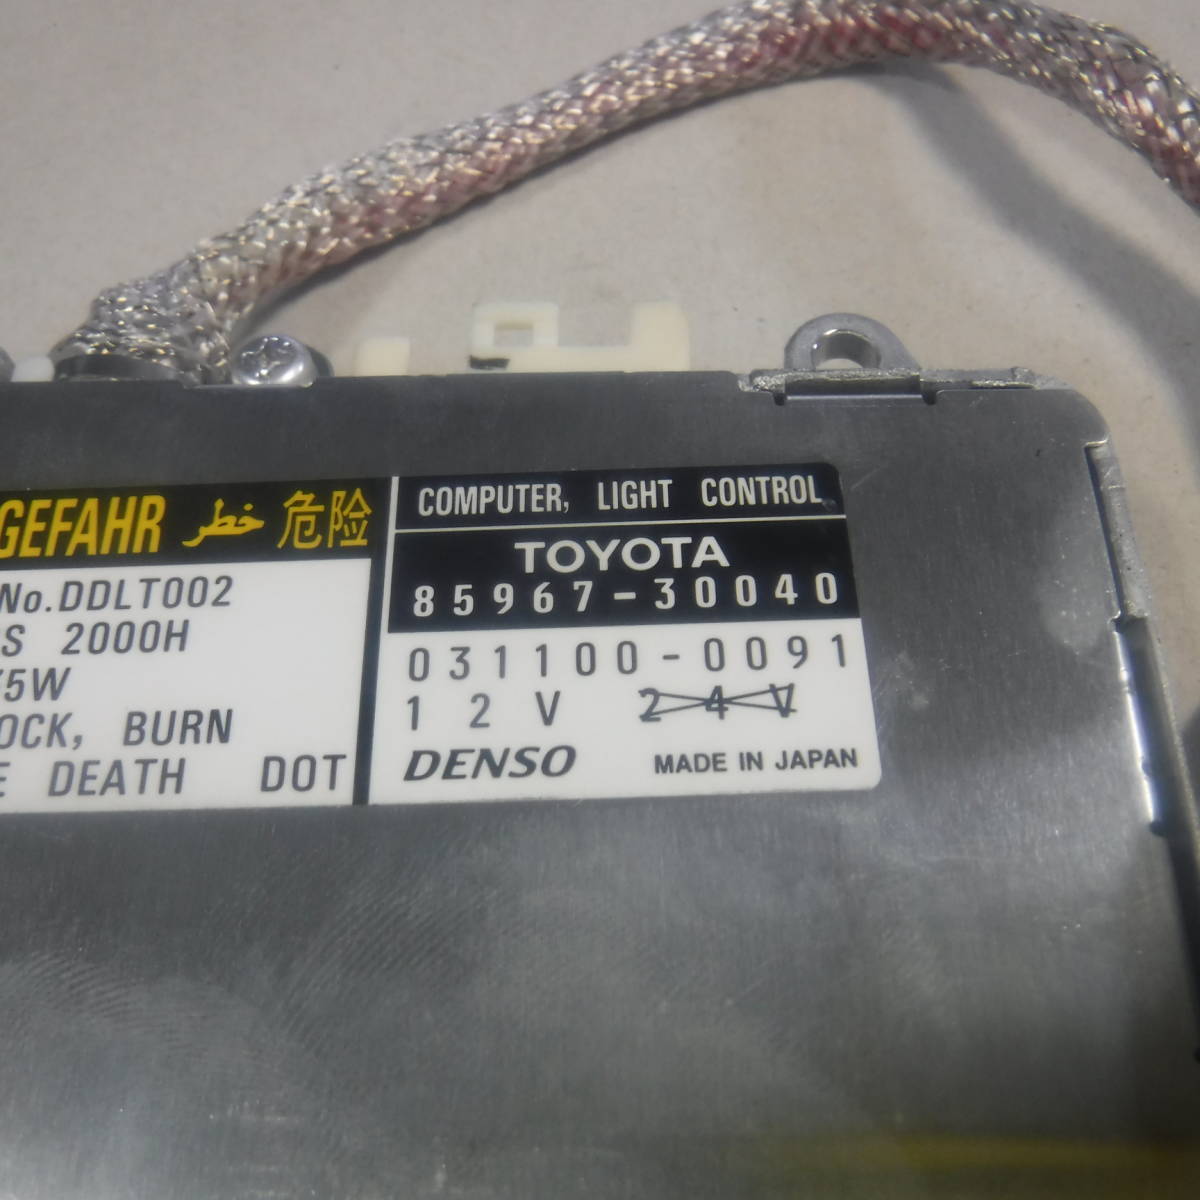 GEFAHR خطر 危险
No.DDLT002
S 2000H
5W
OCK, BURN
E DEATH DOT
COMPUTER, LIGHT CONTROL
TOYOTA
85967-30040
031100-0091
12V 24V
DENSO MADE IN JAPAN